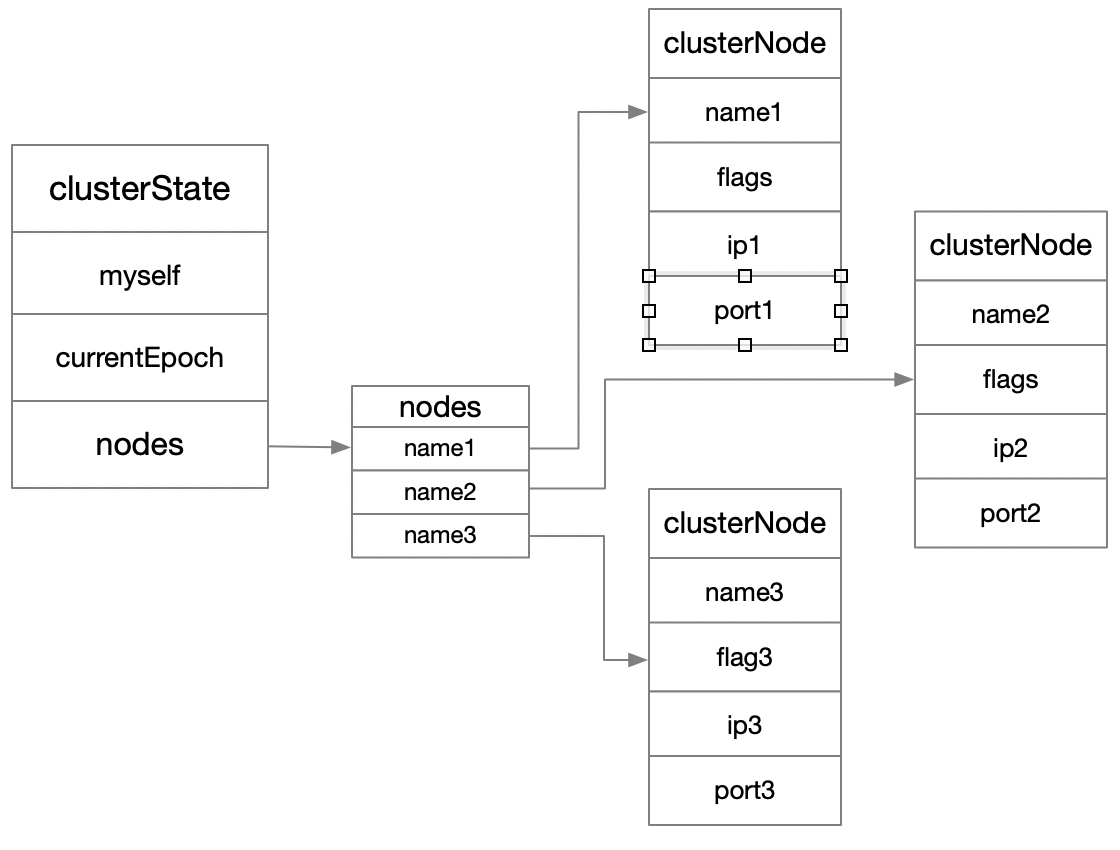 clusterState
myself
currentEpoch
nodes
nodes
name1
name2
name3
clusterNode
name1
flags
ip1
port1
clusterNode
name2
flags
ip2
port2
clusterNode
name3
flag3
ip3
port3